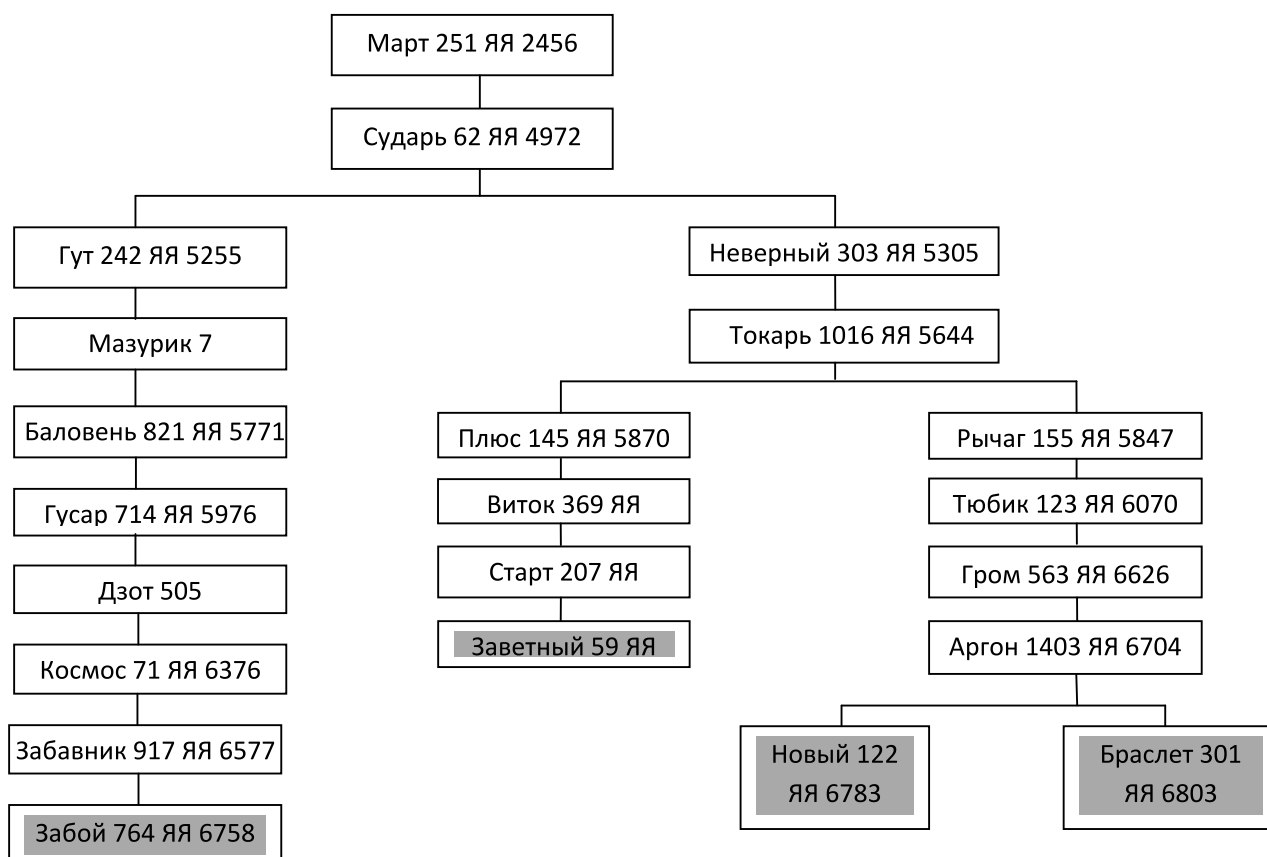 Март 251 ЯЯ 2456
Сударь 62 ЯЯ 4972
Гут 242 ЯЯ 5255
Неверный 303 ЯЯ 5305
Мазурик 7
Токарь 1016 ЯЯ 5644
Баловень 821 ЯЯ 5771
Плюс 145 ЯЯ 5870
Рычаг 155 ЯЯ 5847
Гусар 714 ЯЯ 5976
Виток 369 ЯЯ
Тюбик 123 ЯЯ 6070
Дзот 505
Старт 207 ЯЯ
Гром 563 ЯЯ 6626
Космос 71 ЯЯ 6376
Заветный 59 ЯЯ
Аргон 1403 ЯЯ 6704
Забавник 917 ЯЯ 6577
Новый 122
ЯЯ 6783
Браслет 301
ЯЯ 6803
Забой 764 ЯЯ 6758